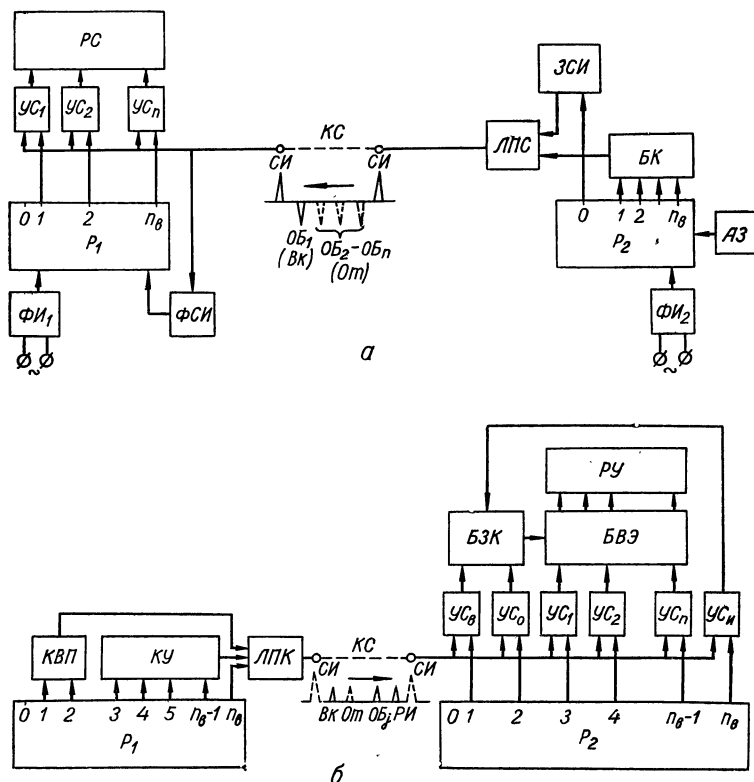 РС
УС₁ УС₂ УСn
0 1 2 nв
Р₁
ФИ₁
~
ФСИ
КС
СИ СИ
ОБ₁ ОБ₂-ОБn
(Вк) (От)
ЗСИ
ЛПС
БК
0 1 2 nв
Р₂
АЗ
ФИ₂
~
а
РУ
БЗК БВЭ
УСв УС₀ УС₁ УС₂ УСn УСи
КВП КУ ЛПК
КС
СИ СИ
Вк От ОБj РИ
0 1 2 3 4 5 nв-1 nв
Р₁
0 1 2 3 4 nв-1 nв
Р₂
б